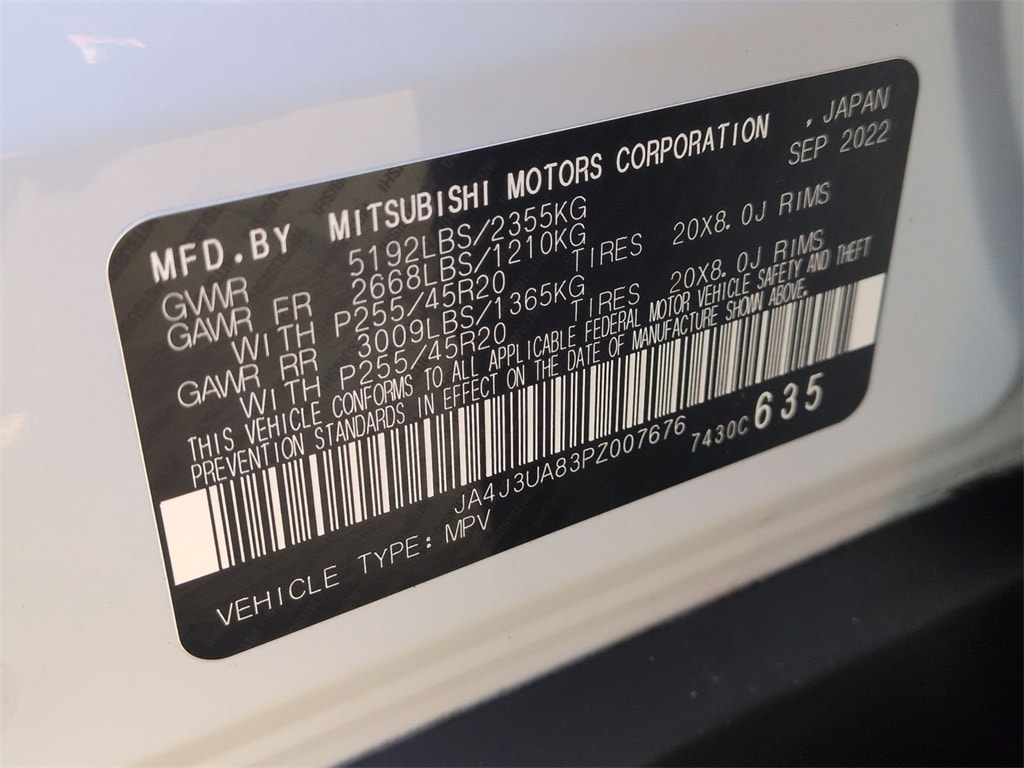 MFD.BY MITSUBISHI MOTORS CORPORATION , JAPAN
GVWR 5192LBS/2355KG SEP 2022
GAWR FR 2668LBS/1210KG
WITH P255/45R20 TIRES 20X8.0J RIMS
GAWR RR 3009LBS/1365KG
WITH P255/45R20 TIRES 20X8.0J RIMS
THIS VEHICLE CONFORMS TO ALL APPLICABLE FEDERAL MOTOR VEHICLE SAFETY AND THEFT
PREVENTION STANDARDS IN EFFECT ON THE DATE OF MANUFACTURE SHOWN ABOVE.
JA4J3UA83PZ007676 7430C 635
VEHICLE TYPE: MPV